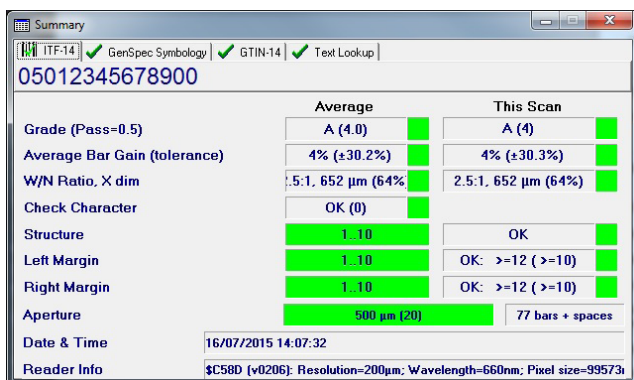 Summary
ITF-14 GenSpec Symbology GTIN-14 Text Lookup
05012345678900
Average This Scan
Grade (Pass=0.5) A (4.0) A (4)
Average Bar Gain (tolerance) 4% (±30.2%) 4% (±30.3%)
W/N Ratio, X dim .5:1, 652 µm (64% 2.5:1, 652 µm (64%)
Check Character OK (0)
Structure 1..10 OK
Left Margin 1..10 OK: >=12 ( >=10)
Right Margin 1..10 OK: >=12 ( >=10)
Aperture 500 µm (20) 77 bars + spaces
Date & Time 16/07/2015 14:07:32
Reader Info $C58D (v0206): Resolution=200µm; Wavelength=660nm; Pixel size=99573